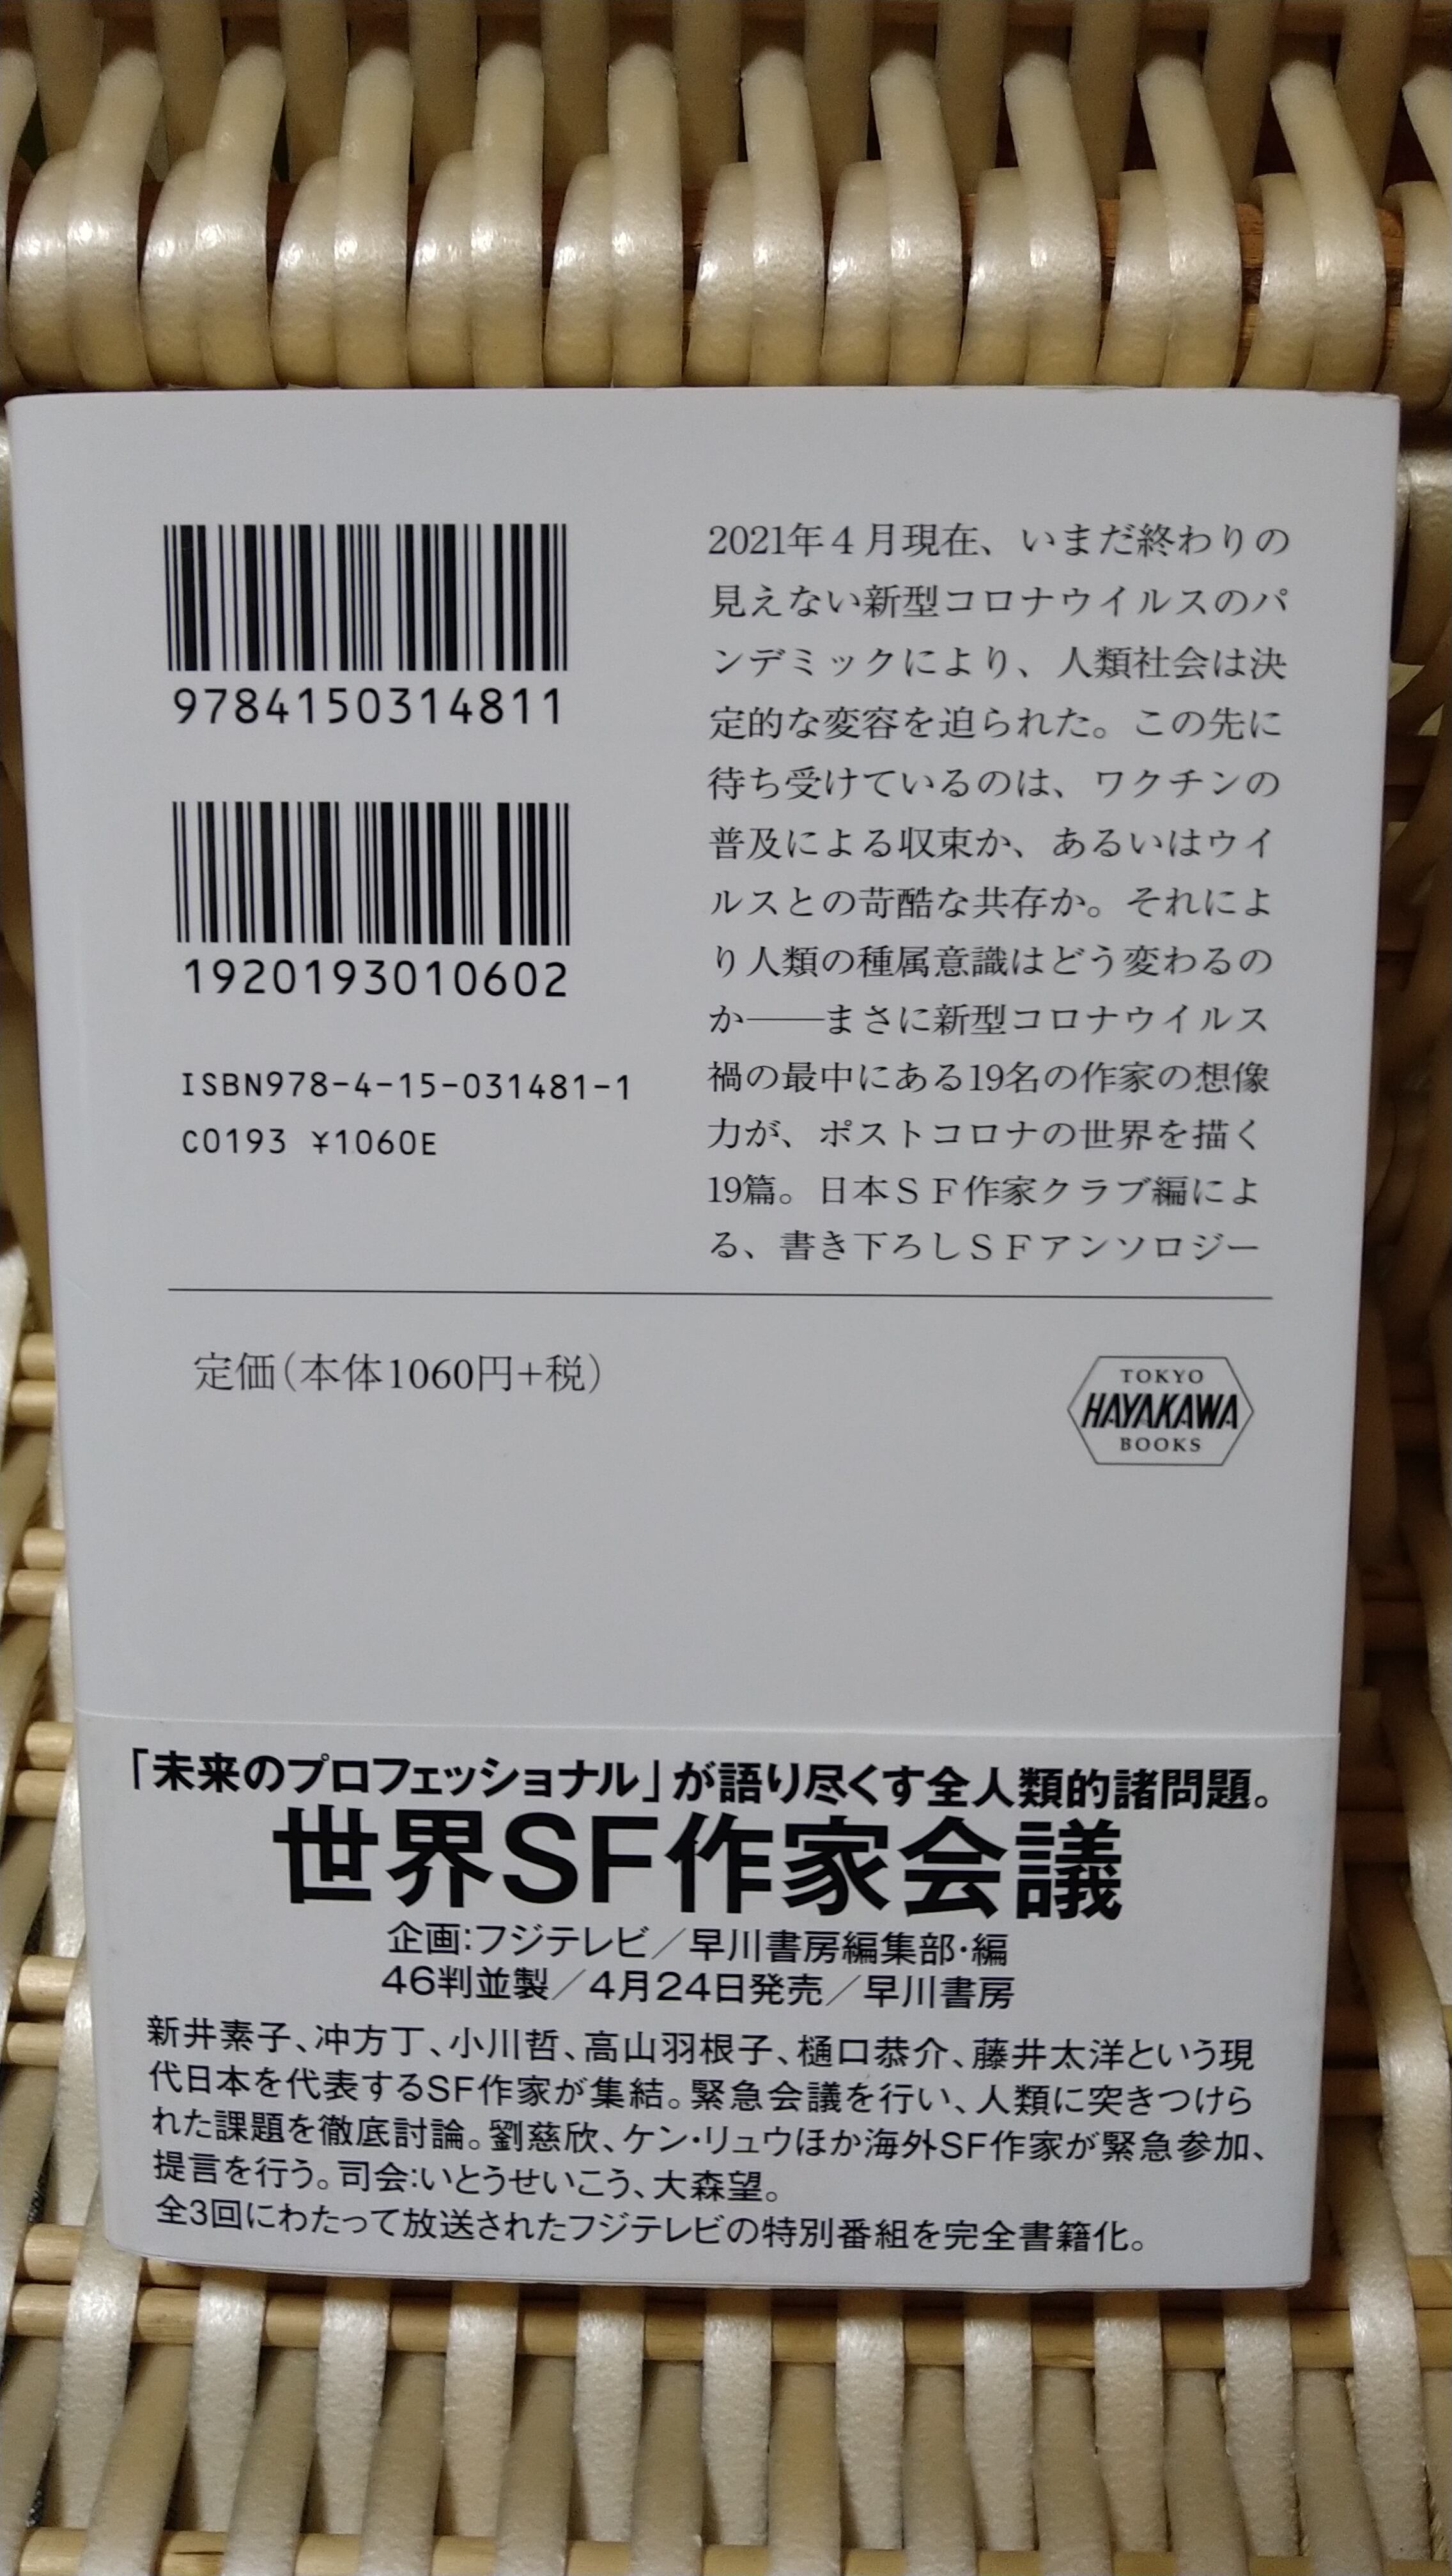 9784150314811
1920193010602
ISBN978-4-15-031481-1
C0193 ¥1060E
2021年4月現在、いまだ終わりの
見えない新型コロナウイルスのパ
ンデミックにより、人類社会は決
定的な変容を迫られた。この先に
待ち受けているのは、ワクチンの
普及による収束か、あるいはウイ
ルスとの苛酷な共存か。それによ
り人類の種属意識はどう変わるの
か――まさに新型コロナウイルス
禍の最中にある19名の作家の想像
力が、ポストコロナの世界を描く
19篇。日本ＳＦ作家クラブ編によ
る、書き下ろしＳＦアンソロジー
定価(本体1060円+税)
TOKYO
HAYAKAWA
BOOKS
「未来のプロフェッショナル」が語り尽くす全人類的諸問題。
世界SF作家会議
企画:フジテレビ／早川書房編集部・編
46判並製／4月24日発売／早川書房
新井素子、冲方丁、小川哲、高山羽根子、樋口恭介、藤井太洋という現
代日本を代表するSF作家が集結。緊急会議を行い、人類に突きつけら
れた課題を徹底討論。劉慈欣、ケン・リュウほか海外SF作家が緊急参加、
提言を行う。司会:いとうせいこう、大森望。
全3回にわたって放送されたフジテレビの特別番組を完全書籍化。